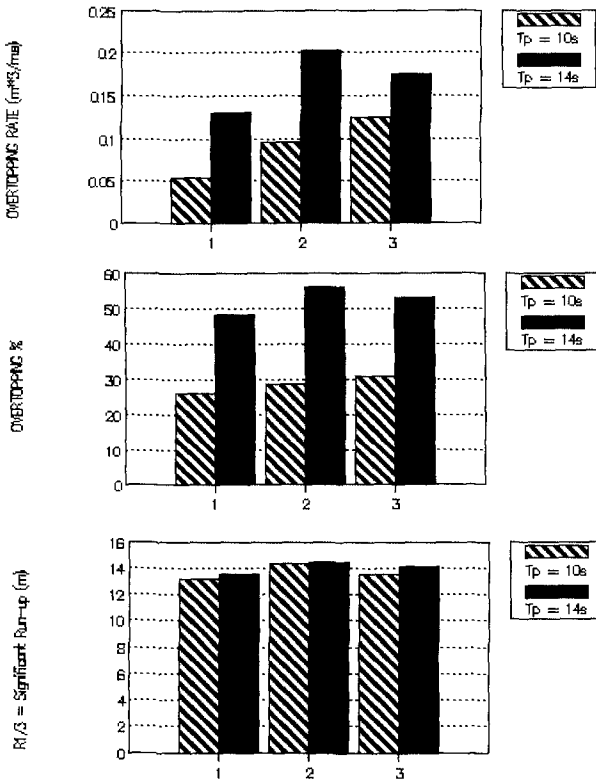 OVERTOPPING RATE (m**3/ms)
0.25
0.2
0.15
0.1
0.05
0
1 2 3
Tp = 10s
Tp = 14s
OVERTOPPING %
60
50
40
30
20
10
0
1 2 3
Tp = 10s
Tp = 14s
R1/3 = Significant Run-up (m)
16
14
12
10
8
6
4
2
0
1 2 3
Tp = 10s
Tp = 14s